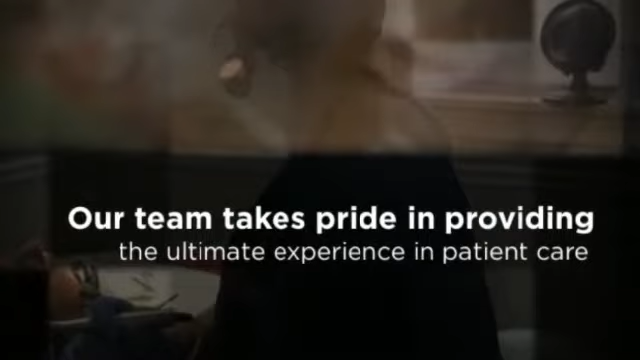 Our team takes pride in providing
the ultimate experience in patient care